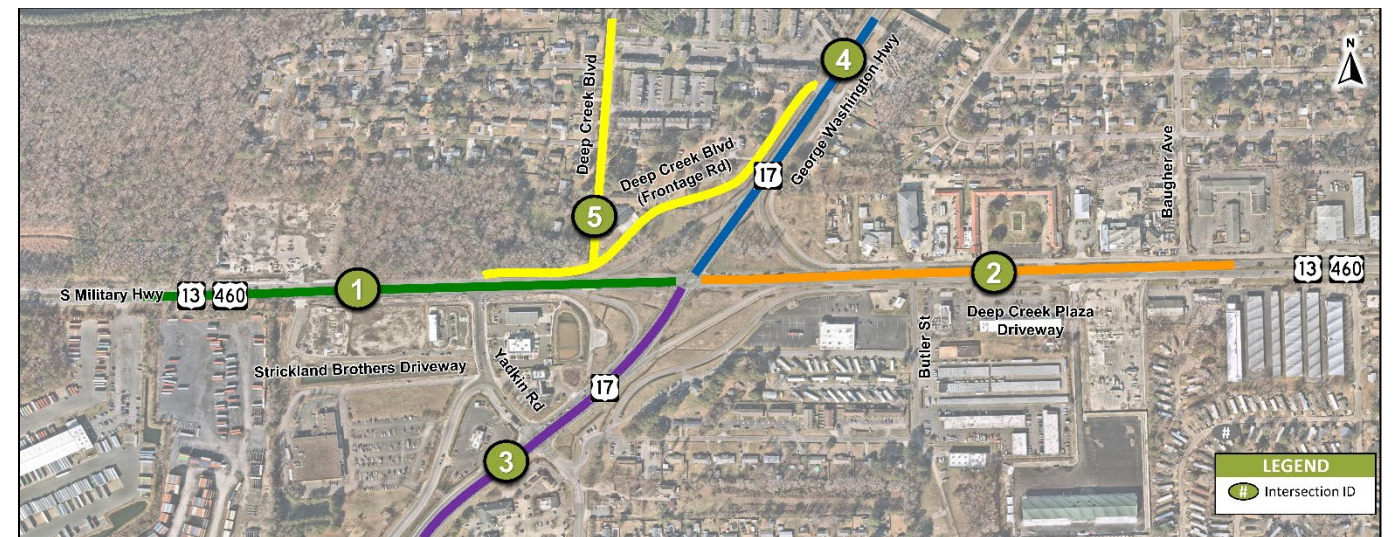 N
4
Deep Creek Blvd
George Washington Hwy
Deep Creek Blvd
(Frontage Rd)
17
Baugher Ave
5
S Military Hwy
13
460
1
2
13
460
Deep Creek Plaza
Driveway
Butler St
Strickland Brothers Driveway
Yadkin Rd
17
3
#
LEGEND
# Intersection ID